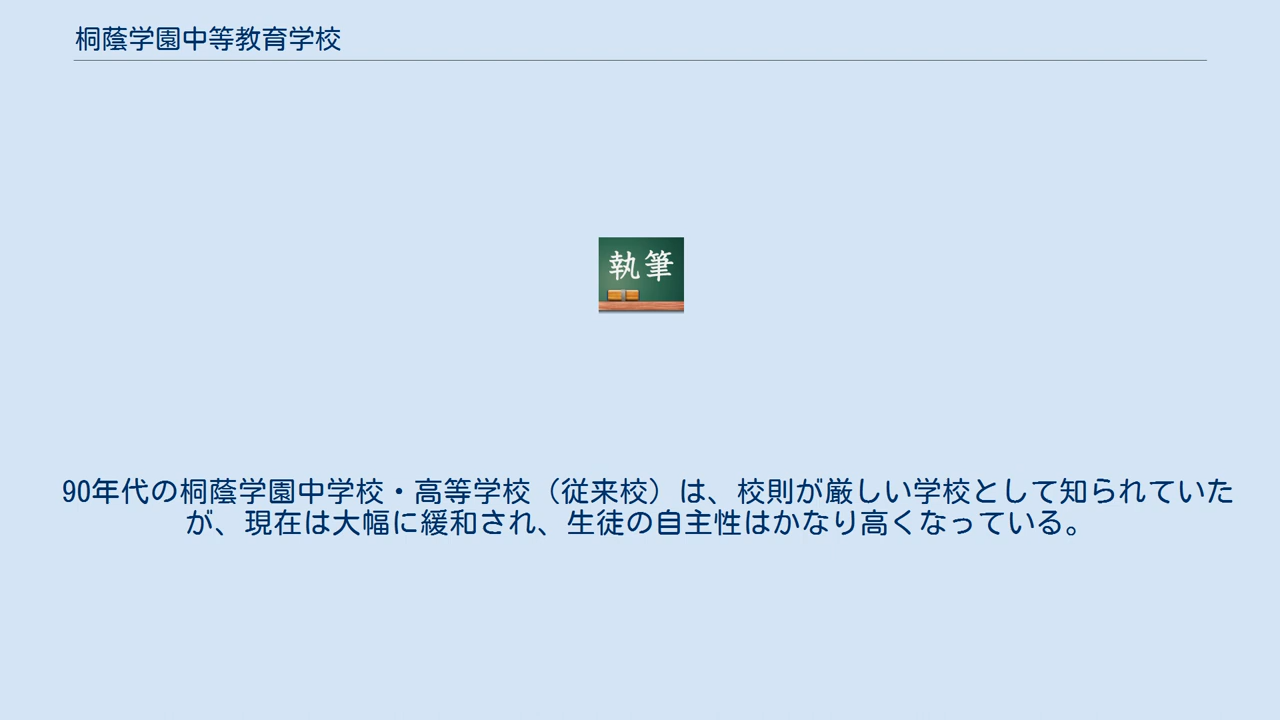 桐蔭学園中等教育学校
執筆
90年代の桐蔭学園中学校・高等学校（従来校）は、校則が厳しい学校として知られていた
が、現在は大幅に緩和され、生徒の自主性はかなり高くなっている。